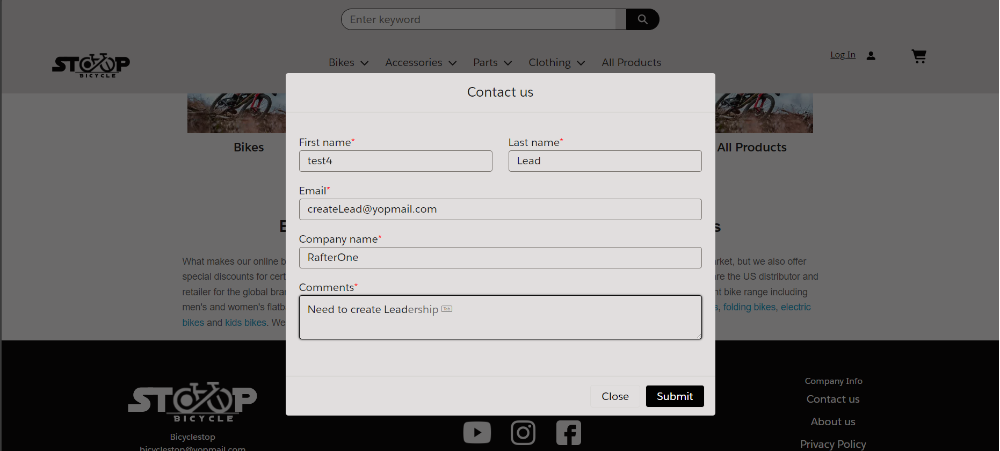 Enter keyword
STOOP
BICYCLE
Bikes
Accessories
Parts
Clothing
All Products
Log In
Contact us
First name*
Last name*
test4
Lead
Bikes
All Products
Email*
createLead@yopmail.com
E
s
Company name*
RafterOne
What makes our online b
rket, but we also offer
special discounts for cert
re the US distributor and
retailer for the global bran
nt bike range including
men's and women's flatb
s, folding bikes, electric
bikes and kids bikes. We
Comments*
Need to create Leadership Tab
Close
Submit
STOOP
BICYCLE
Bicyclestop
bicyclestop@yopmail.com
Company Info
Contact us
About us
Privacy Policy